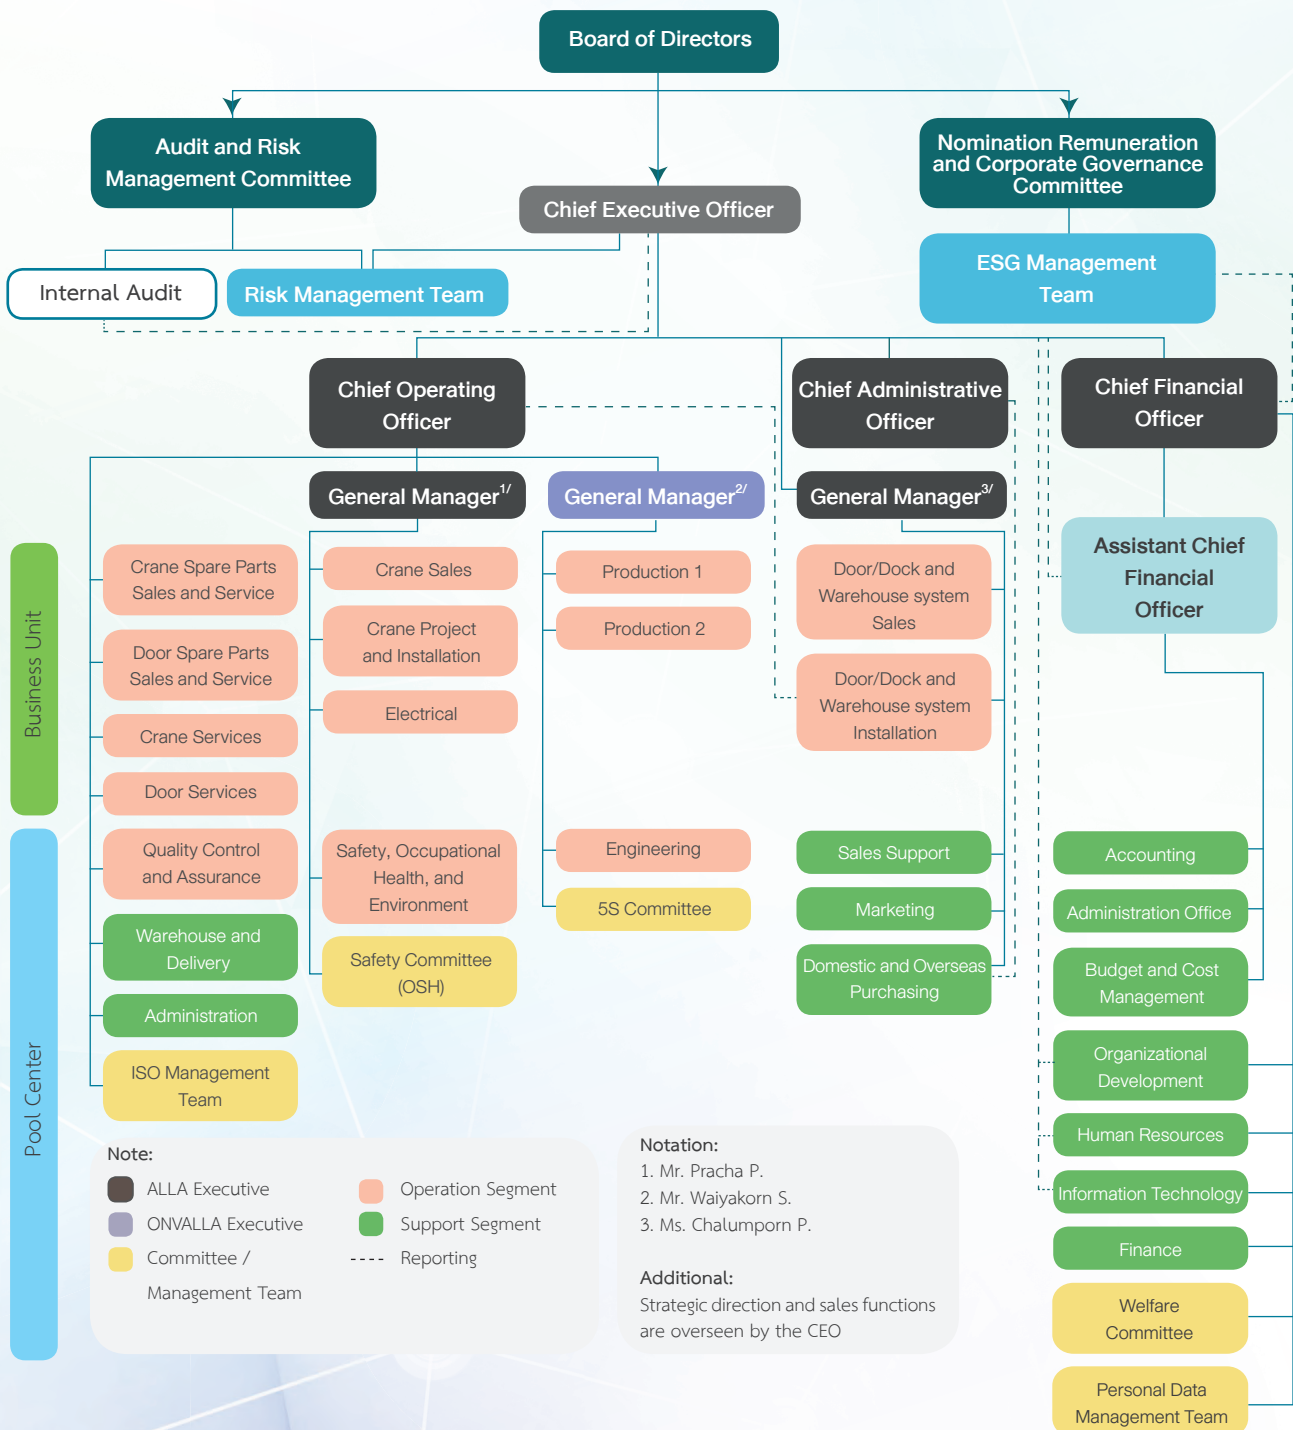 Board of Directors
Audit and Risk
Management Committee
Nomination Remuneration
and Corporate Governance
Committee
Chief Executive Officer
Internal Audit
Risk Management Team
ESG Management
Team
Chief Operating
Officer
Chief Administrative
Officer
Chief Financial
Officer
General Manager1/
General Manager2/
General Manager3/
Assistant Chief
Financial
Officer
Business Unit
Crane Spare Parts
Sales and Service
Door Spare Parts
Sales and Service
Crane Services
Door Services
Crane Sales
Crane Project
and Installation
Electrical
Production 1
Production 2
Door/Dock and
Warehouse system
Sales
Door/Dock and
Warehouse system
Installation
Pool Center
Quality Control
and Assurance
Warehouse and
Delivery
Administration
ISO Management
Team
Safety, Occupational
Health, and
Environment
Safety Committee
(OSH)
Engineering
5S Committee
Sales Support
Marketing
Domestic and Overseas
Purchasing
Accounting
Administration Office
Budget and Cost
Management
Organizational
Development
Human Resources
Information Technology
Finance
Welfare
Committee
Personal Data
Management Team
Note:
ALLA Executive
ONVALLA Executive
Committee /
Management Team
Operation Segment
Support Segment
---- Reporting
Notation:
1. Mr. Pracha P.
2. Mr. Waiyakorn S.
3. Ms. Chalumporn P.
Additional:
Strategic direction and sales functions
are overseen by the CEO